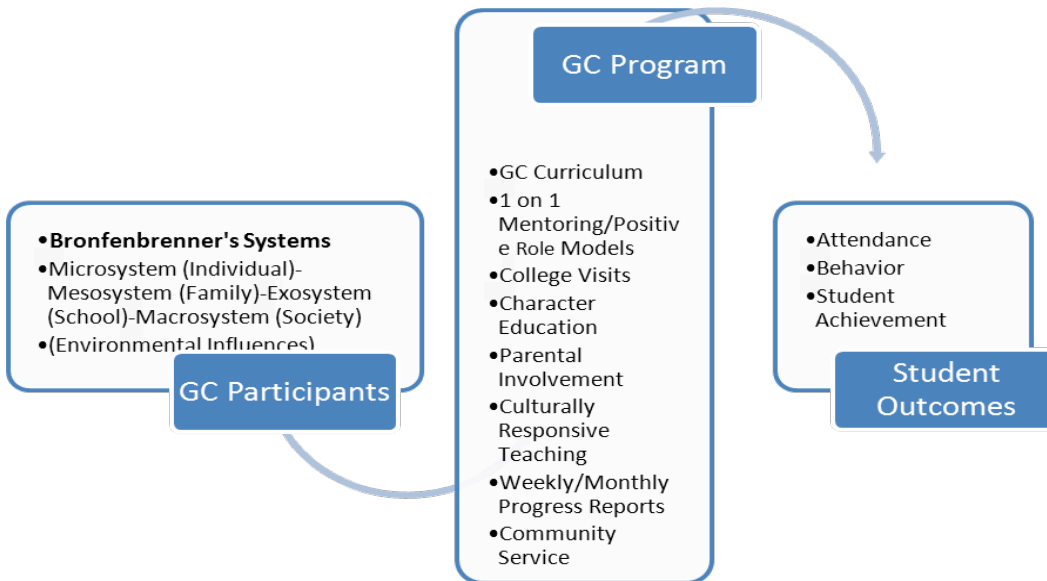 •Bronfenbrenner's Systems
•Microsystem (Individual)-
Mesosystem (Family)-Exosystem
(School)-Macrosystem (Society)
•(Environmental Influences)
GC Participants
GC Program
•GC Curriculum
•1 on 1
Mentoring/Positiv
e Role Models
•College Visits
•Character
Education
•Parental
Involvement
•Culturally
Responsive
Teaching
•Weekly/Monthly
Progress Reports
•Community
Service
•Attendance
•Behavior
•Student
Achievement
Student
Outcomes